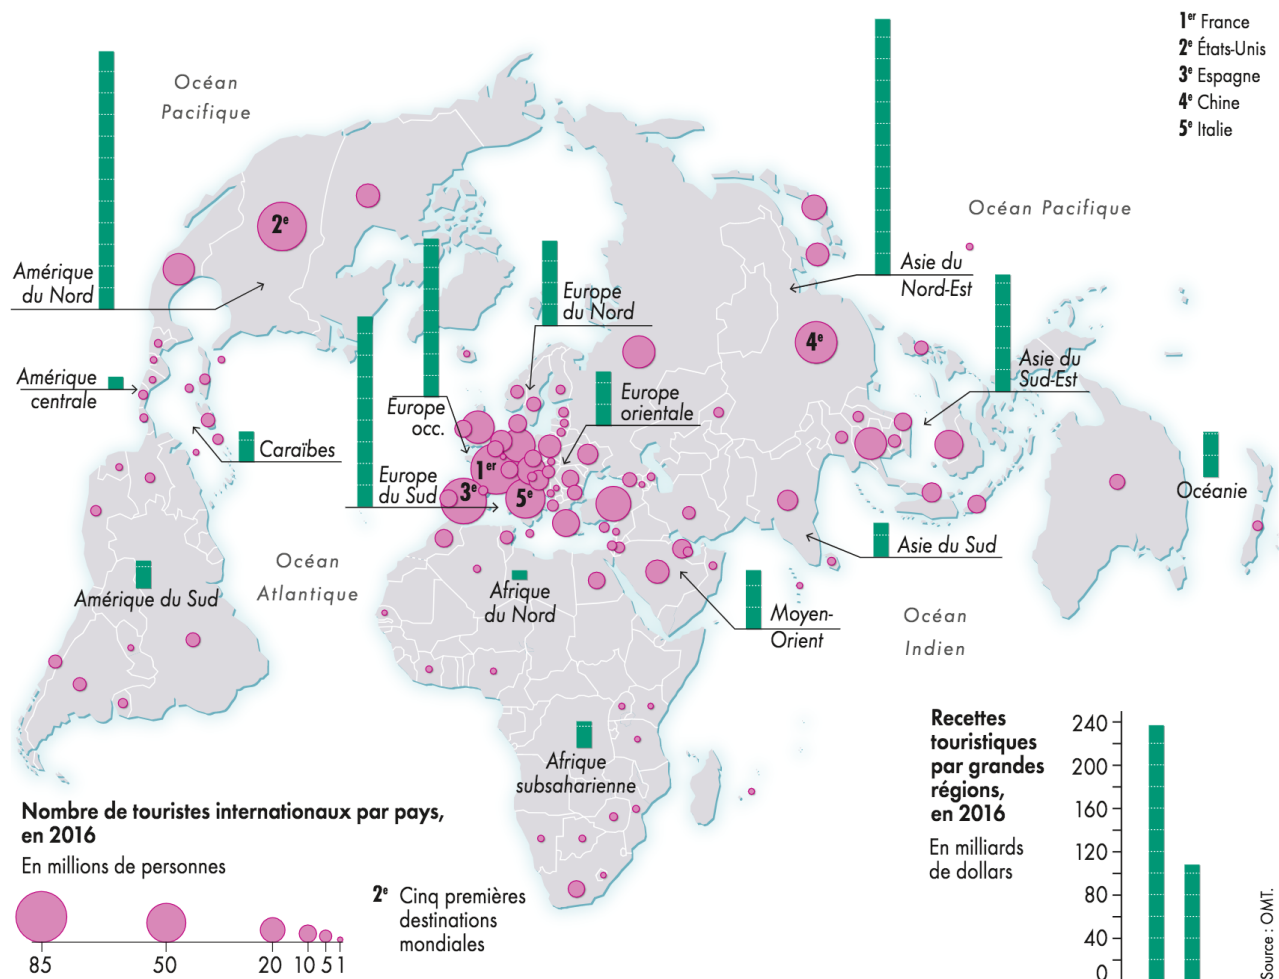 1er France
2e États-Unis
3e Espagne
4e Chine
5e Italie
Océan
Pacifique
Océan Pacifique
2e
Amérique
du Nord
Asie du
Nord-Est
Europe
du Nord
4e
Asie du
Sud-Est
Amérique
centrale
Europe
orientale
Europe
occ.
Caraïbes
1er
Europe
du Sud
3e
5e
Océanie
Asie du Sud
Océan
Atlantique
Afrique
du Nord
Amérique du Sud
Moyen-
Orient
Océan
Indien
Afrique
subsaharienne
Recettes
touristiques
par grandes
régions,
en 2016
En milliards
de dollars
240
200
160
120
80
40
0
Nombre de touristes internationaux par pays,
en 2016
En millions de personnes
85 50 20 10 5 1
2e Cinq premières
destinations
mondiales
Source : OMT.